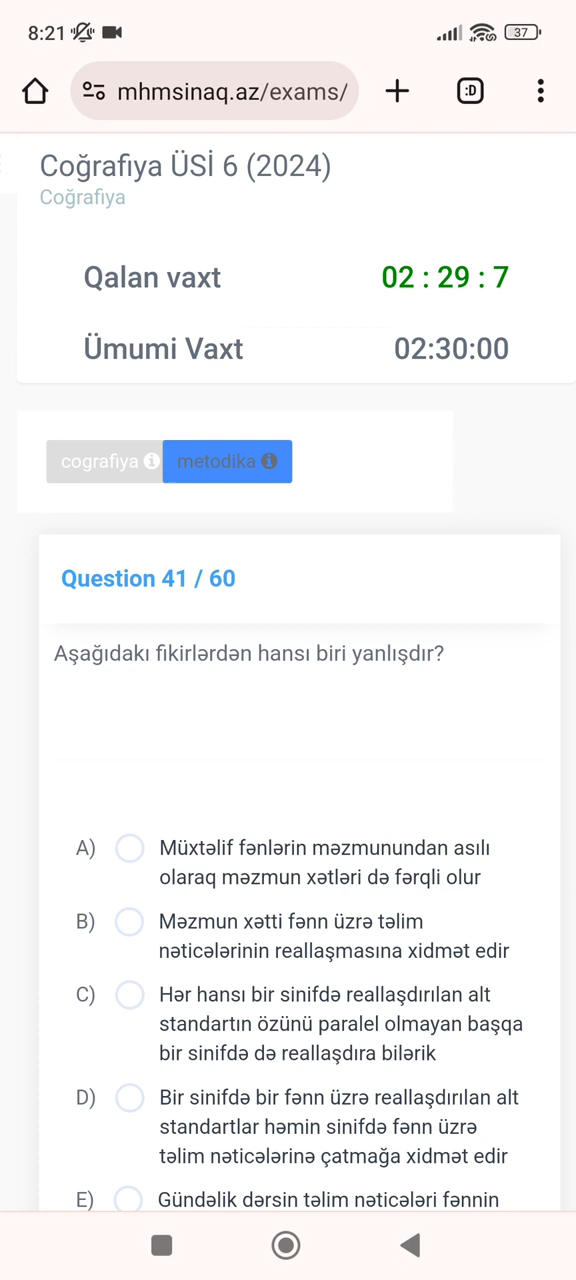 8:21
37
mhmsinaq.az/exams/
:D
Coğrafiya ÜSİ 6 (2024)
Coğrafiya
Qalan vaxt 02 : 29 : 7
Ümumi Vaxt 02:30:00
cografiya metodika
Question 41 / 60
Aşağıdakı fikirlərdən hansı biri yanlışdır?
A) Müxtəlif fənlərin məzmunundan asılı
olaraq məzmun xətləri də fərqli olur
B) Məzmun xətti fənn üzrə təlim
nəticələrinin reallaşmasına xidmət edir
C) Hər hansı bir sinifdə reallaşdırılan alt
standartın özünü paralel olmayan başqa
bir sinifdə də reallaşdıra bilərik
D) Bir sinifdə bir fənn üzrə reallaşdırılan alt
standartlar həmin sinifdə fənn üzrə
təlim nəticələrinə çatmağa xidmət edir
E) Gündəlik dərsin təlim nəticələri fənnin